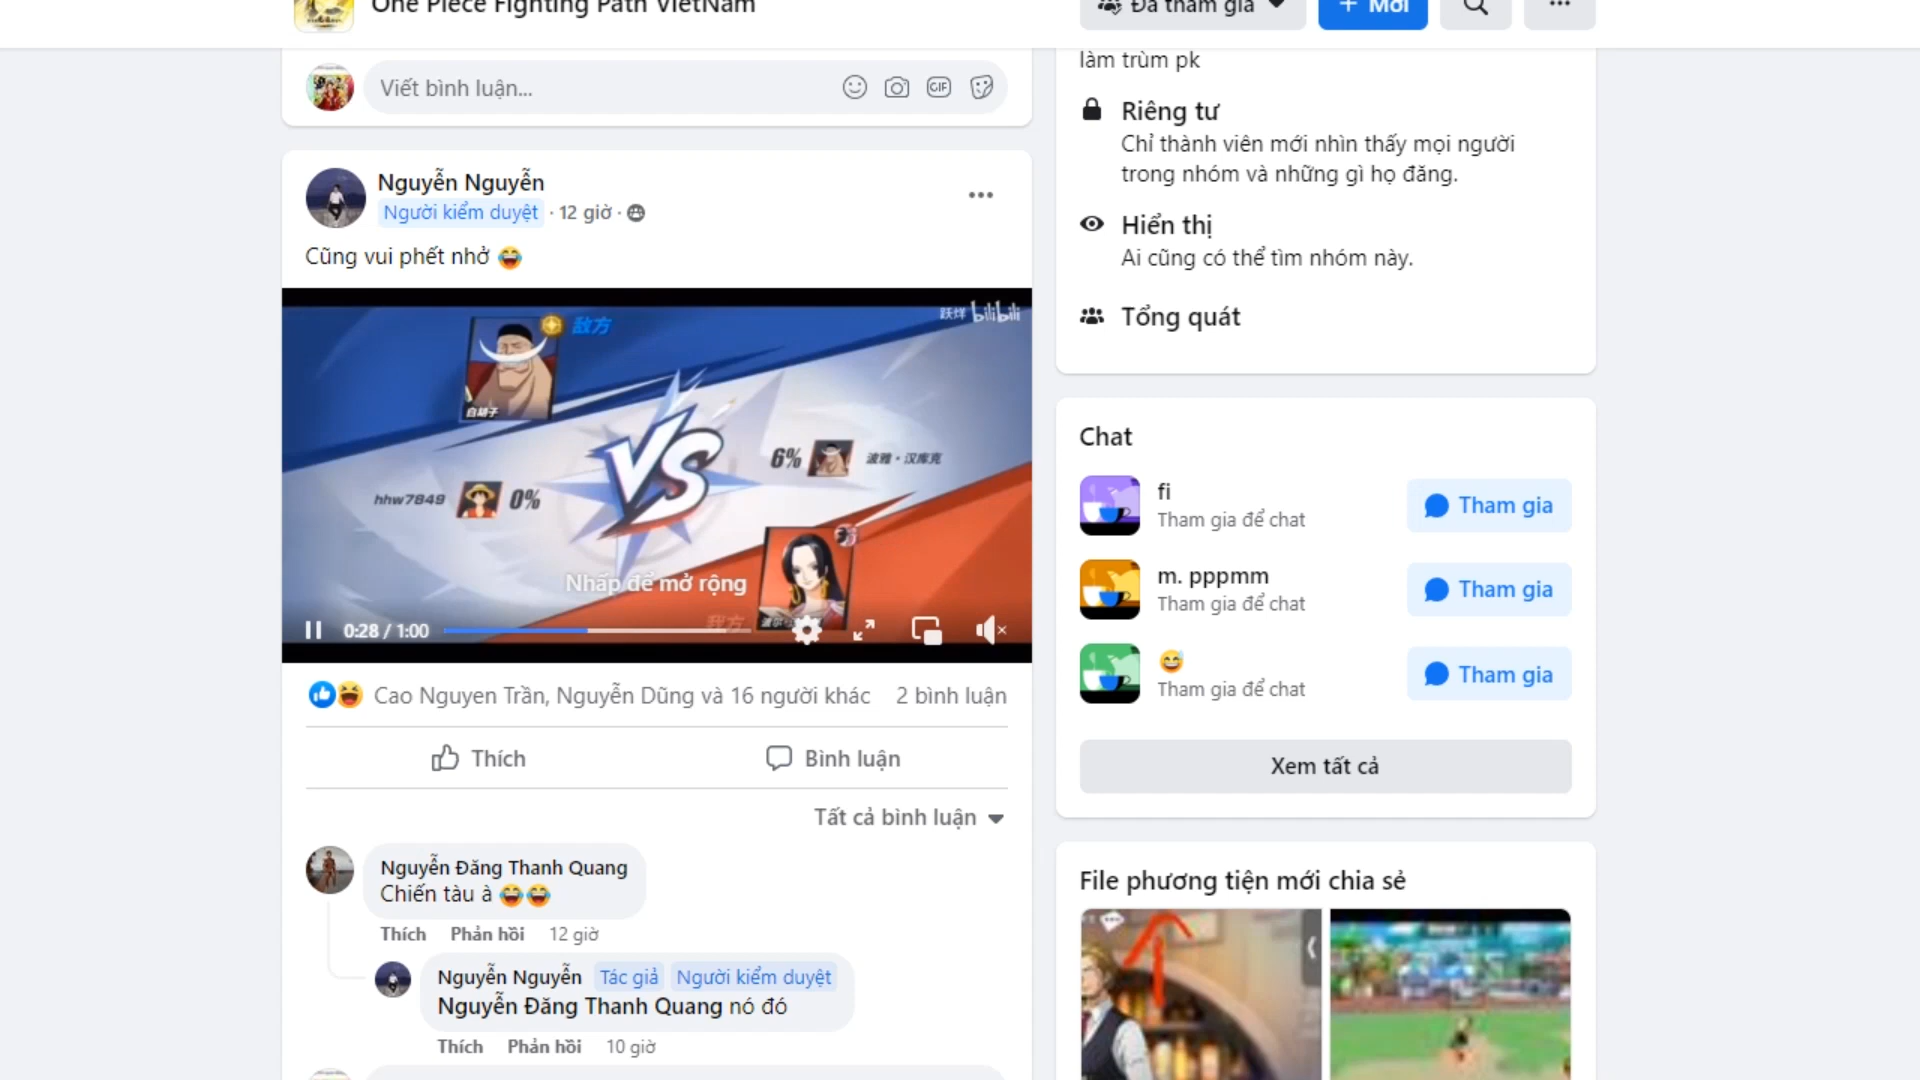 One Piece Fighting Path VietNam
Đã tham gia
+ Mời
Viết bình luận...
GIF
Nguyễn Nguyễn
Người kiểm duyệt · 12 giờ ·
Cũng vui phết nhở 😂
跃烊 bilibili
敌方
白胡子
VS
6%
波雅·汉库克
hhw7849
0%
Nhấp để mở rộng
我方
0:28 / 1:00
Cao Nguyen Trần, Nguyễn Dũng và 16 người khác
2 bình luận
Thích
Bình luận
Tất cả bình luận
Nguyễn Đăng Thanh Quang
Chiến tàu à 😂😂
Thích Phản hồi 12 giờ
Nguyễn Nguyễn Tác giả Người kiểm duyệt
Nguyễn Đăng Thanh Quang nó đó
Thích Phản hồi 10 giờ
làm trùm pk
Riêng tư
Chỉ thành viên mới nhìn thấy mọi người
trong nhóm và những gì họ đăng.
Hiển thị
Ai cũng có thể tìm nhóm này.
Tổng quát
Chat
fi
Tham gia để chat
Tham gia
m. pppmm
Tham gia để chat
Tham gia
😅
Tham gia để chat
Tham gia
Xem tất cả
File phương tiện mới chia sẻ